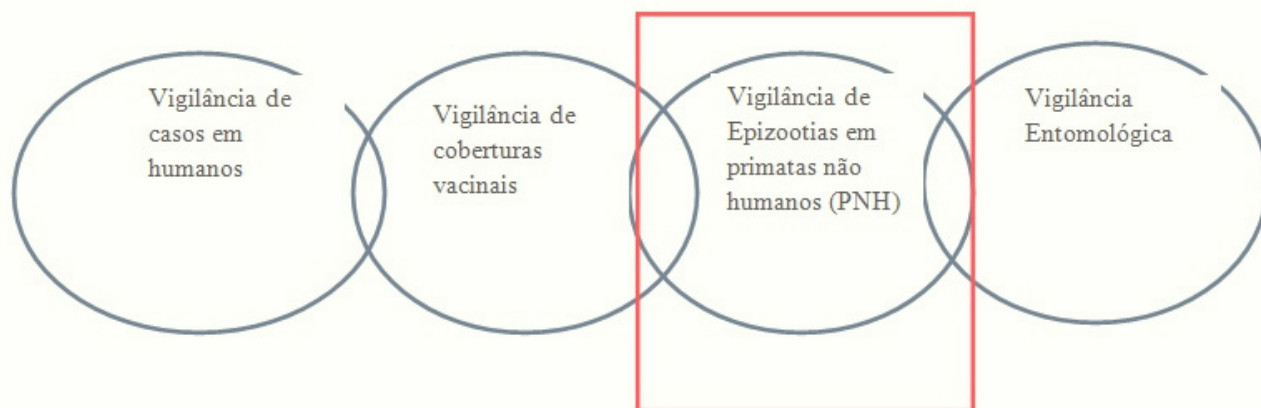 Vigilância de
casos em
humanos
Vigilância de
coberturas
vacinais
Vigilância de
Epizootias em
primatas não
humanos (PNH)
Vigilância
Entomológica